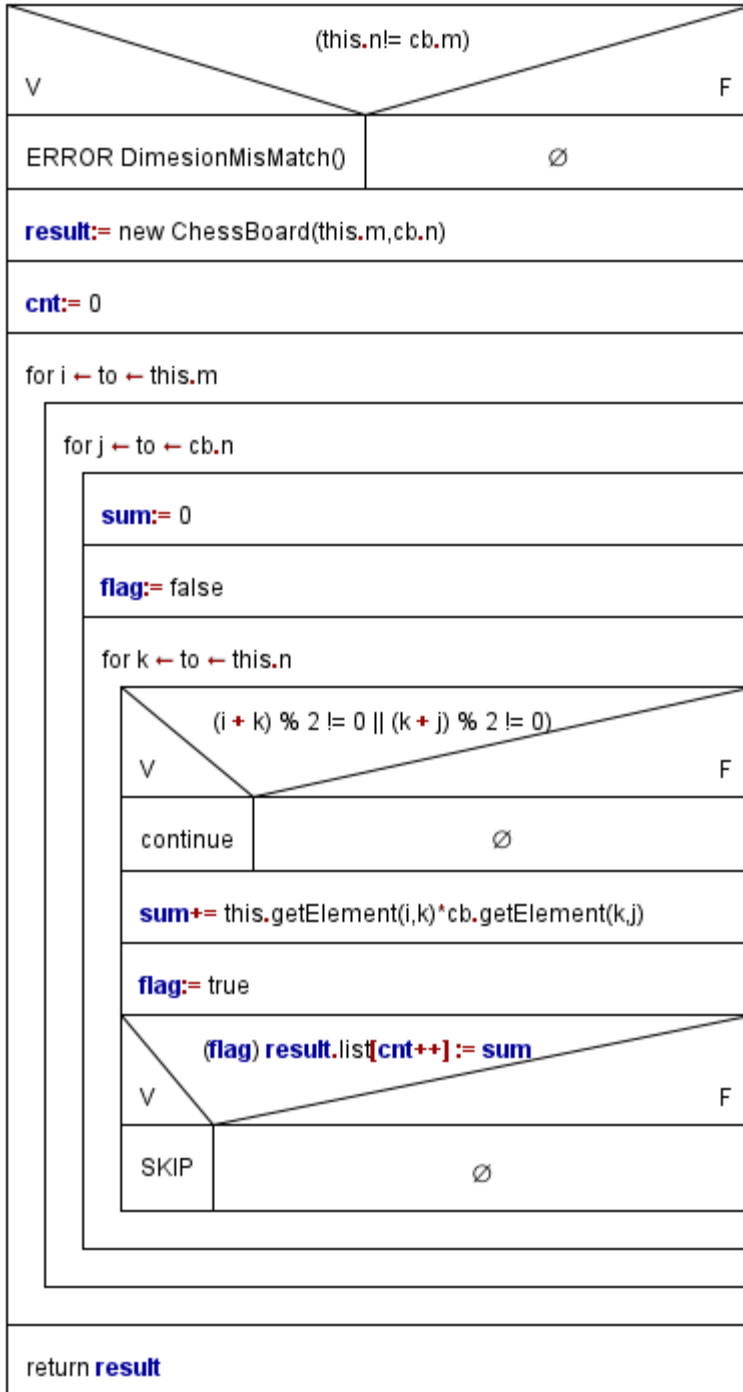 (this.n!= cb.m)
V F
ERROR DimesionMisMatch() ∅
result:= new ChessBoard(this.m,cb.n)
cnt:= 0
for i ← to ← this.m
for j ← to ← cb.n
sum:= 0
flag:= false
for k ← to ← this.n
(i + k) % 2 != 0 || (k + j) % 2 != 0)
V F
continue ∅
sum+= this.getElement(i,k)*cb.getElement(k,j)
flag:= true
(flag) result.list[cnt++] := sum
V F
SKIP ∅
return result